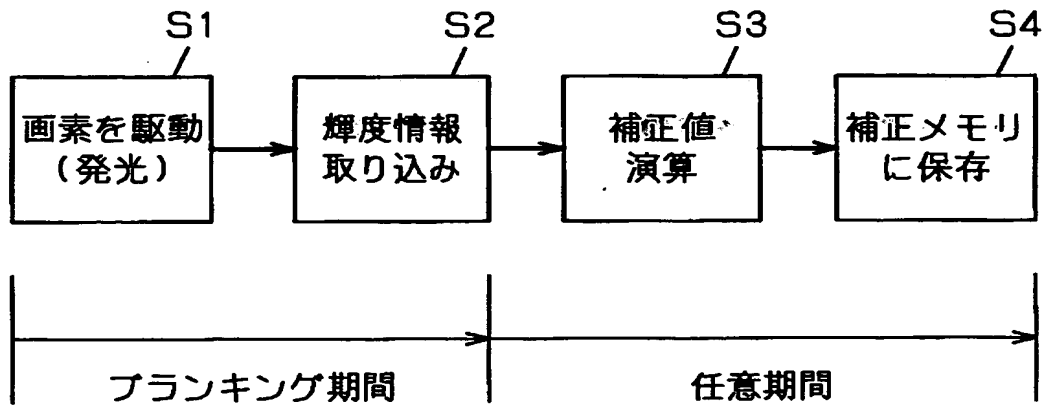 S1
S2
S3
S4
画素を駆動
(発光)
輝度情報
取り込み
補正値
演算
補正メモリ
に保存
ブランキング期間
任意期間